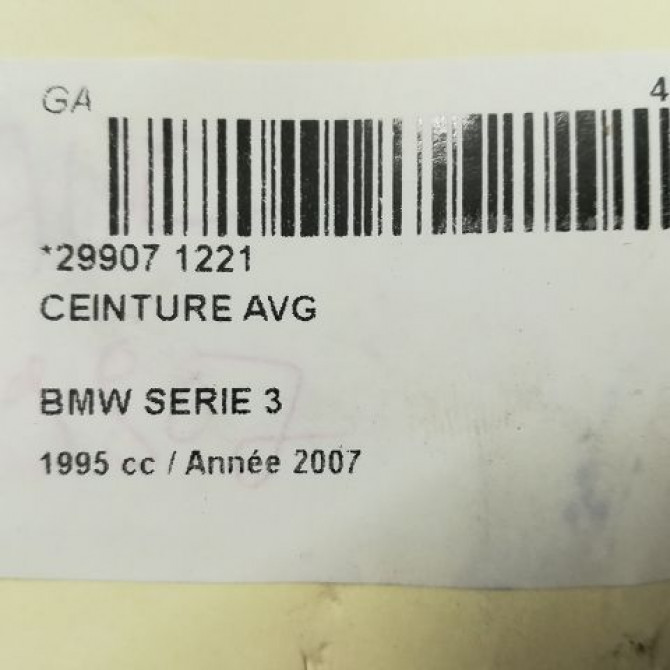 GA 4
*29907 1221
CEINTURE AVG
BMW SERIE 3
1995 cc / Année 2007